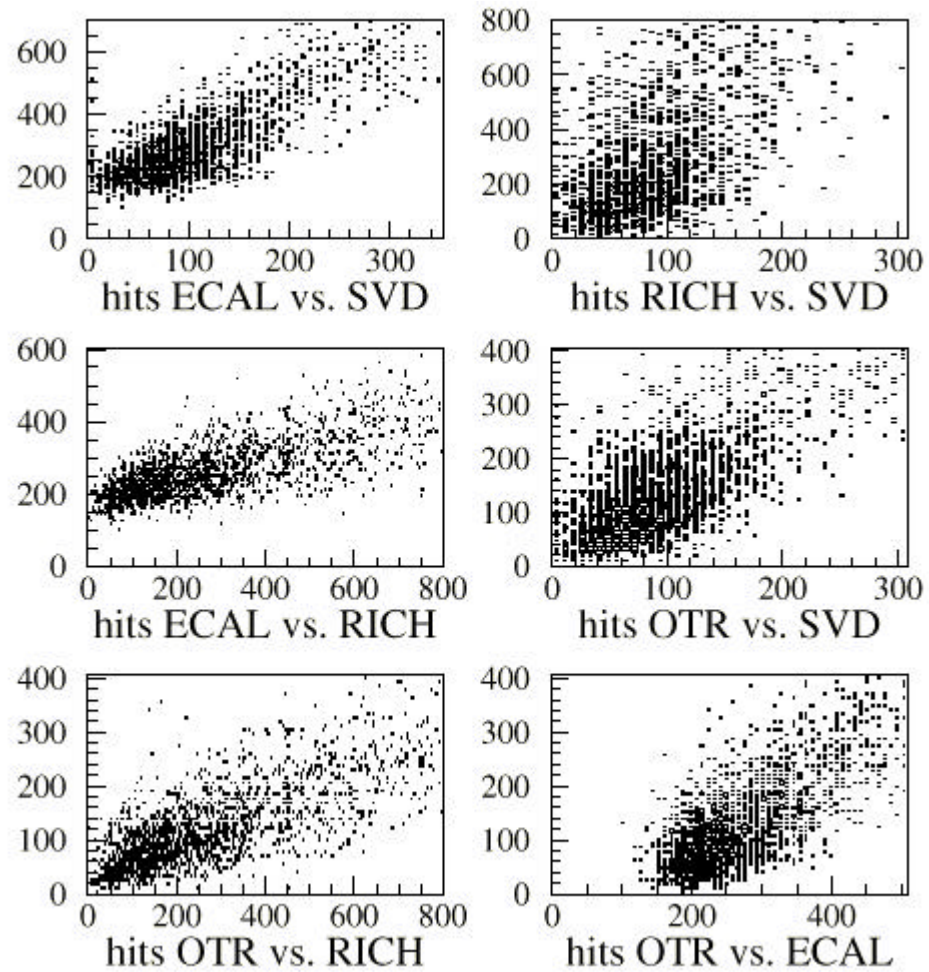 600
400
200
0
0 100 200 300
hits ECAL vs. SVD
800
600
400
200
0
0 100 200 300
hits RICH vs. SVD
600
400
200
0
0 200 400 600 800
hits ECAL vs. RICH
400
300
200
100
0
0 100 200 300
hits OTR vs. SVD
400
300
200
100
0
0 200 400 600 800
hits OTR vs. RICH
400
300
200
100
0
0 200 400
hits OTR vs. ECAL